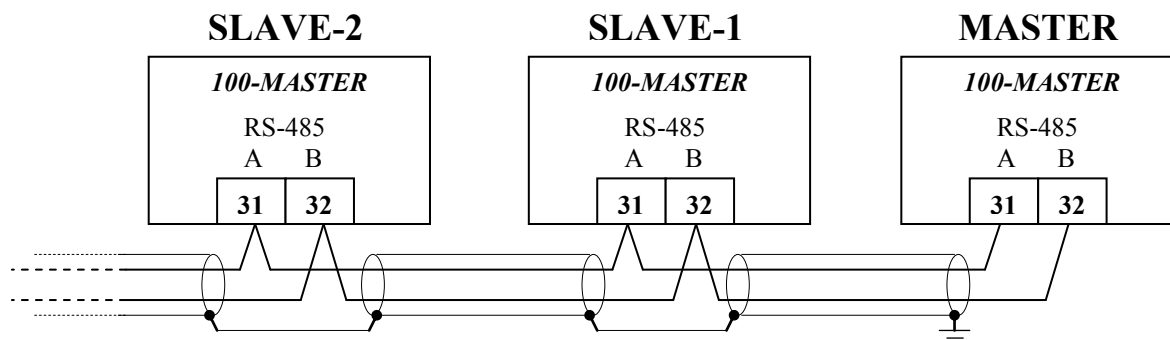 SLAVE-2 SLAVE-1 MASTER
100-MASTER 100-MASTER 100-MASTER
RS-485 RS-485 RS-485
A B A B A B
31 32 31 32 31 32